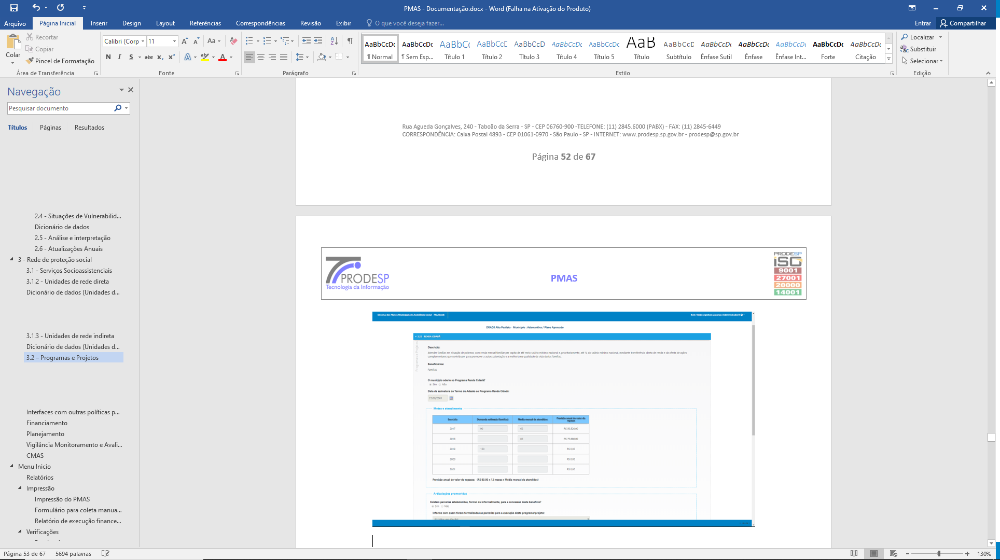 PMAS - Documentação.docx - Word (Falha na Ativação do Produto)
Arquivo
Página Inicial
Inserir
Design
Layout
Referências
Correspondências
Revisão
Exibir
O que você deseja fazer...
Entrar
Compartilhar
Colar
Recortar
Copiar
Pincel de Formatação
Área de Transferência
Calibri (Corp
11
Fonte
Parágrafo
AaBbCcDc
¶ Normal
AaBbCcDc
¶ Sem Esp...
AaBbCc
Título 1
AaBbCcD
Título 2
AaBbCcD
Título 3
AaBbCcDc
Título 4
AaBbCcDc
Título 5
AaB
Título
AaBbCcD
Subtítulo
AaBbCcDc
Ênfase Sutil
AaBbCcDc
Ênfase
AaBbCcDc
Ênfase Int...
AaBbCcDc
Forte
AaBbCcDc
Citação
Estilo
Localizar
Substituir
Selecionar
Edição
Navegação
Pesquisar documento
Títulos
Páginas
Resultados
2.4 - Situações de Vulnerabilid...
Dicionário de dados
2.5 - Análise e interpretação
2.6 - Atualizações Anuais
3 - Rede de proteção social
3.1 - Serviços Socioassistenciais
3.1.2 - Unidades de rede direta
Dicionário de dados (Unidades d...
3.1.3 - Unidades de rede indireta
Dicionário de dados (Unidades d...
3.2 – Programas e Projetos
Interfaces com outras políticas p...
Financiamento
Planejamento
Vigilância Monitoramento e Avali...
CMAS
Menu Inicio
Relatórios
Impressão
Impressão do PMAS
Formulário para coleta manua...
Relatório de execução finance...
Verificações
Rua Agueda Gonçalves, 240 - Taboão da Serra - SP - CEP 06760-900 -TELEFONE: (11) 2845.6000 (PABX) - FAX: (11) 2845-6449
CORRESPONDÊNCIA: Caixa Postal 4893 - CEP 01061-0970 - São Paulo - SP - INTERNET: www.prodesp.sp.gov.br - prodesp@sp.gov.br
Página 52 de 67
PRODESP
Tecnologia da Informação
PMAS
PRODESP
ISO
9001
27001
20000
14001
Sistema dos Planos Municipais de Assistência Social - PMASweb
DRADS Alta Paulista - Município : Adamantina / Plano Aprovado
3.22 - RENDA CIDADÃ
Programas e Projetos
Descrição:
Atender famílias em situação de pobreza, com renda mensal familiar per capita de até meio salário mínimo nacional e, prioritariamente, até ¼ do salário mínimo nacional, mediante transferência direta de renda e da oferta de ações
complementares que contribuam para promover a autossustentação e a melhoria na qualidade de vida destas famílias.
Beneficiários:
Famílias
O município aderiu ao Programa Renda Cidadã?
Sim Não
Data de assinatura do Termo de Adesão ao Programa Renda Cidadã:
Metas e atendimento
Exercício Demanda estimada (famílias) Média mensal de atendidos Previsão anual do valor do repasse
2017 90 62
2018 83
2019 150 R$ 0,00
2020 R$ 0,00
2021 R$ 0,00
Previsão anual do valor do repasse: (R$ 80,00 x 12 meses x Média mensal de atendidos)
Articulações promovidas
Existem parcerias estabelecidas, formal ou informalmente, para a concessão deste benefício?
Sim Não
Informe com quem foram formalizadas as parcerias para a execução deste programa/projeto:
Página 53 de 67
5694 palavras
130%